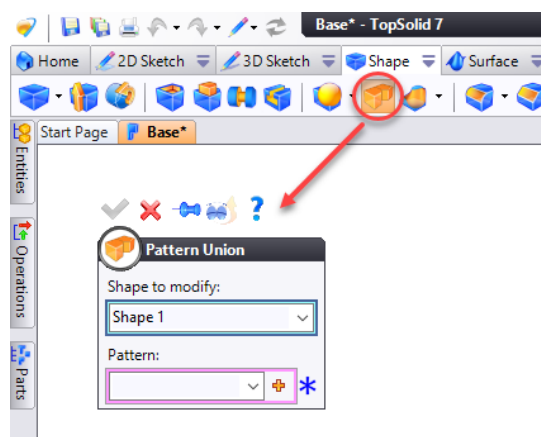 Base* - TopSolid 7
Home 2D Sketch 3D Sketch Shape Surface
Start Page Base*
Entities
Operations
Parts
?
Pattern Union
Shape to modify:
Shape 1
Pattern: